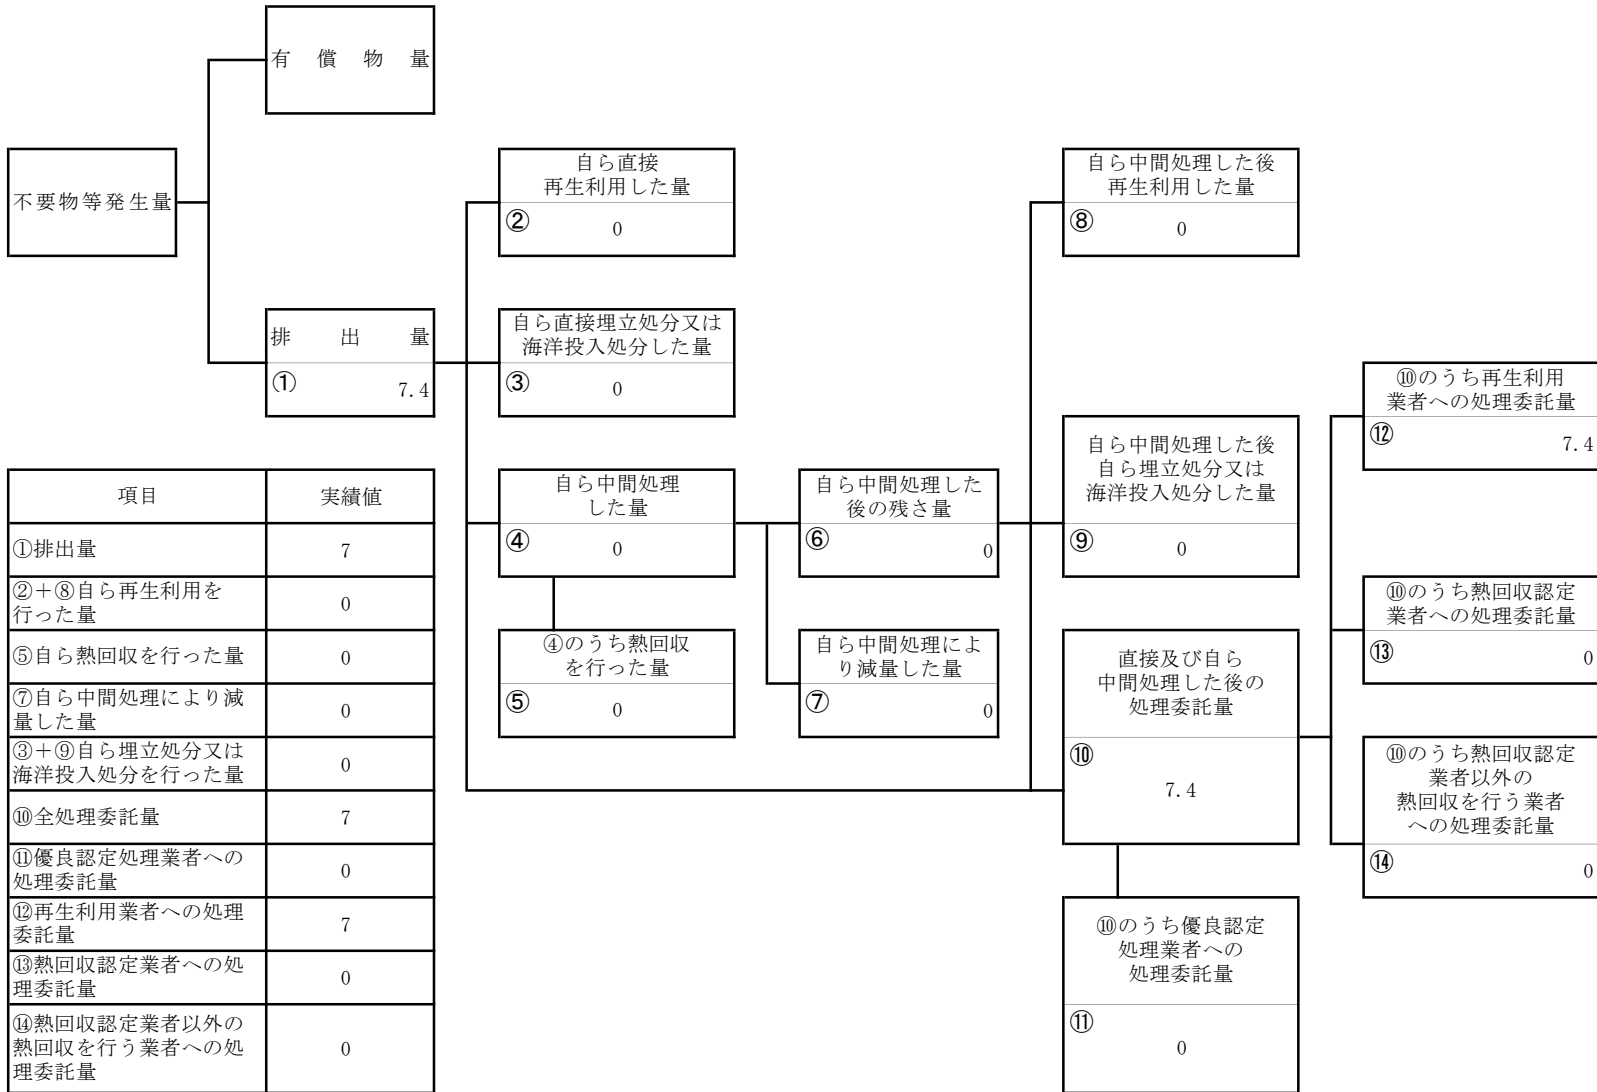 有償物量
不要物等発生量
排出量
①
7.4
自ら直接
再生利用した量
②
0
自ら直接埋立処分又は
海洋投入処分した量
③
0
自ら中間処理
した量
④
0
④のうち熱回収
を行った量
⑤
0
自ら中間処理した
後の残さ量
⑥
0
自ら中間処理によ
り減量した量
⑦
0
自ら中間処理した後
再生利用した量
⑧
0
自ら中間処理した後
自ら埋立処分又は
海洋投入処分した量
⑨
0
直接及び自ら
中間処理した後の
処理委託量
⑩
7.4
⑩のうち優良認定
処理業者への
処理委託量
⑪
0
⑩のうち再生利用
業者への処理委託量
⑫
7.4
⑩のうち熱回収認定
業者への処理委託量
⑬
0
⑩のうち熱回収認定
業者以外の
熱回収を行う業者
への処理委託量
⑭
0
項目 実績値
①排出量 7
②+⑧自ら再生利用を
行った量 0
⑤自ら熱回収を行った量 0
⑦自ら中間処理により減
量した量 0
③+⑨自ら埋立処分又は
海洋投入処分を行った量 0
⑩全処理委託量 7
⑪優良認定処理業者への
処理委託量 0
⑫再生利用業者への処理
委託量 7
⑬熱回収認定業者への処
理委託量 0
⑭熱回収認定業者以外の
熱回収を行う業者への処
理委託量 0